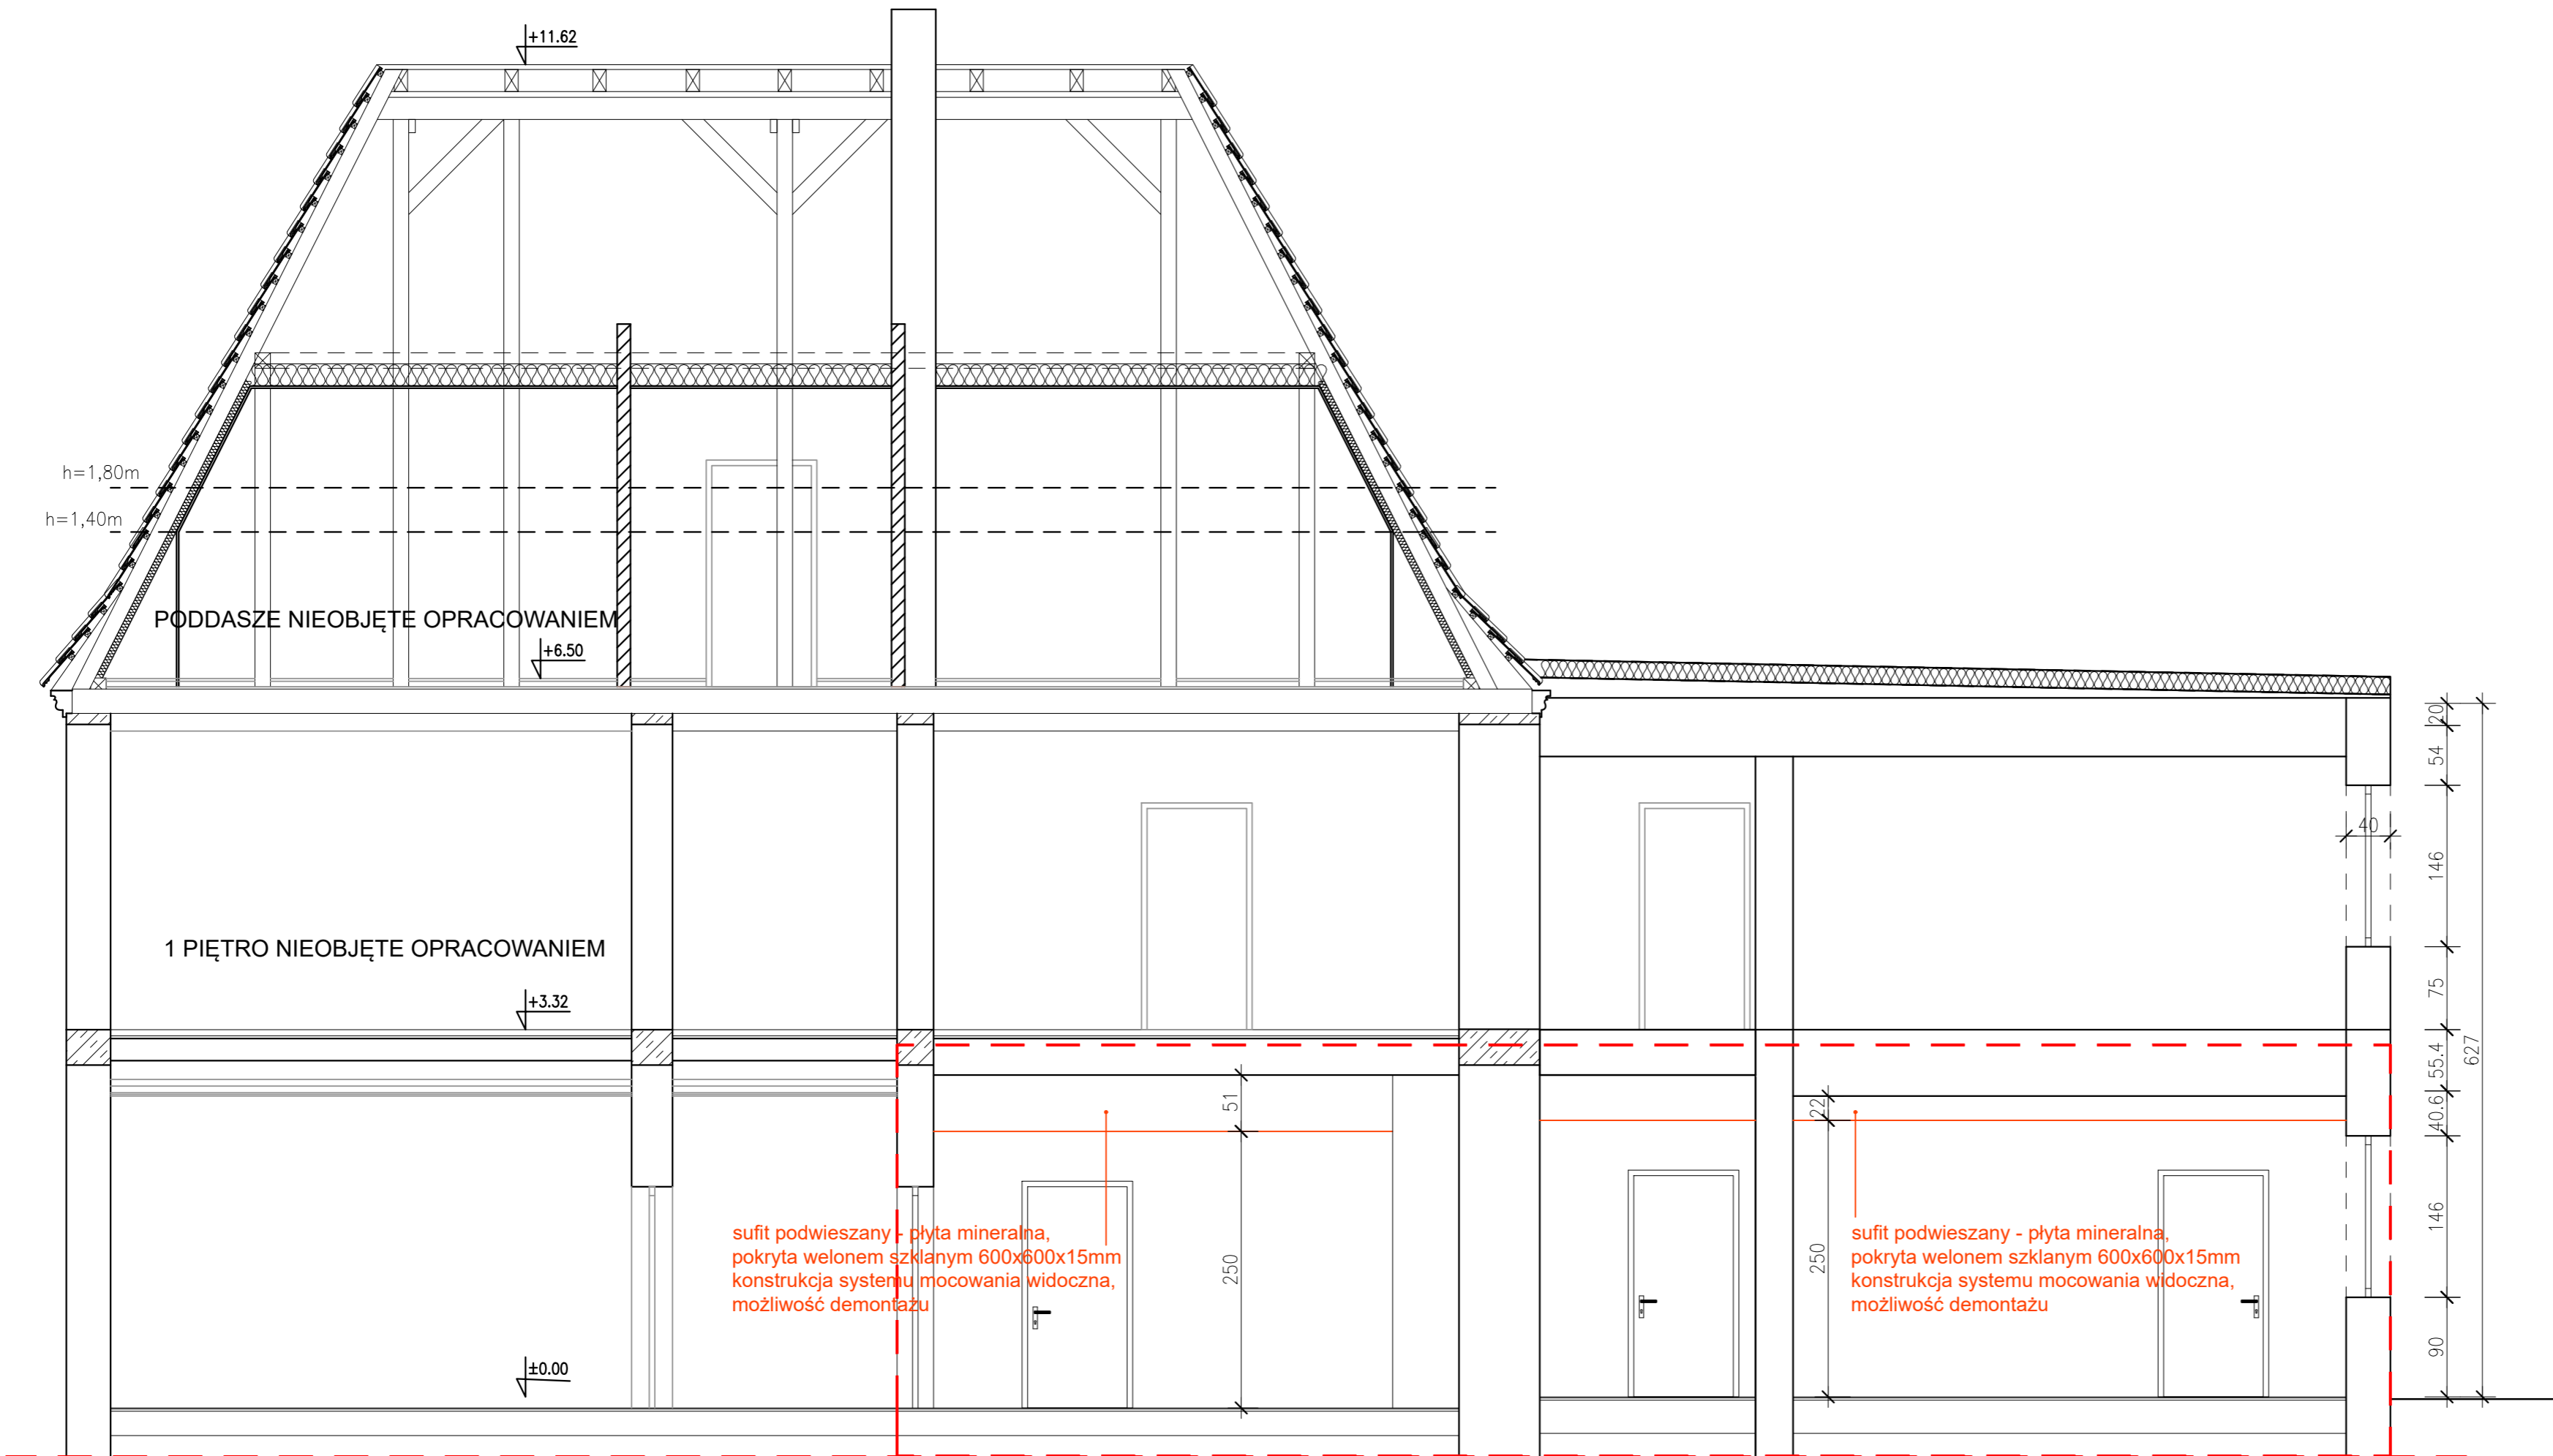 +11.62
h=1,80m
h=1,40m
PODDASZE NIEOBJĘTE OPRACOWANIEM
+6.50
20
54
40
146
1 PIĘTRO NIEOBJĘTE OPRACOWANIEM
75
+3.32
55.4
627
51
22
40.6
sufit podwieszany - płyta mineralna,
pokryta welonem szklanym 600x600x15mm
konstrukcja systemu mocowania widoczna,
możliwość demontażu
250
250
sufit podwieszany - płyta mineralna,
pokryta welonem szklanym 600x600x15mm
konstrukcja systemu mocowania widoczna,
możliwość demontażu
146
90
±0.00